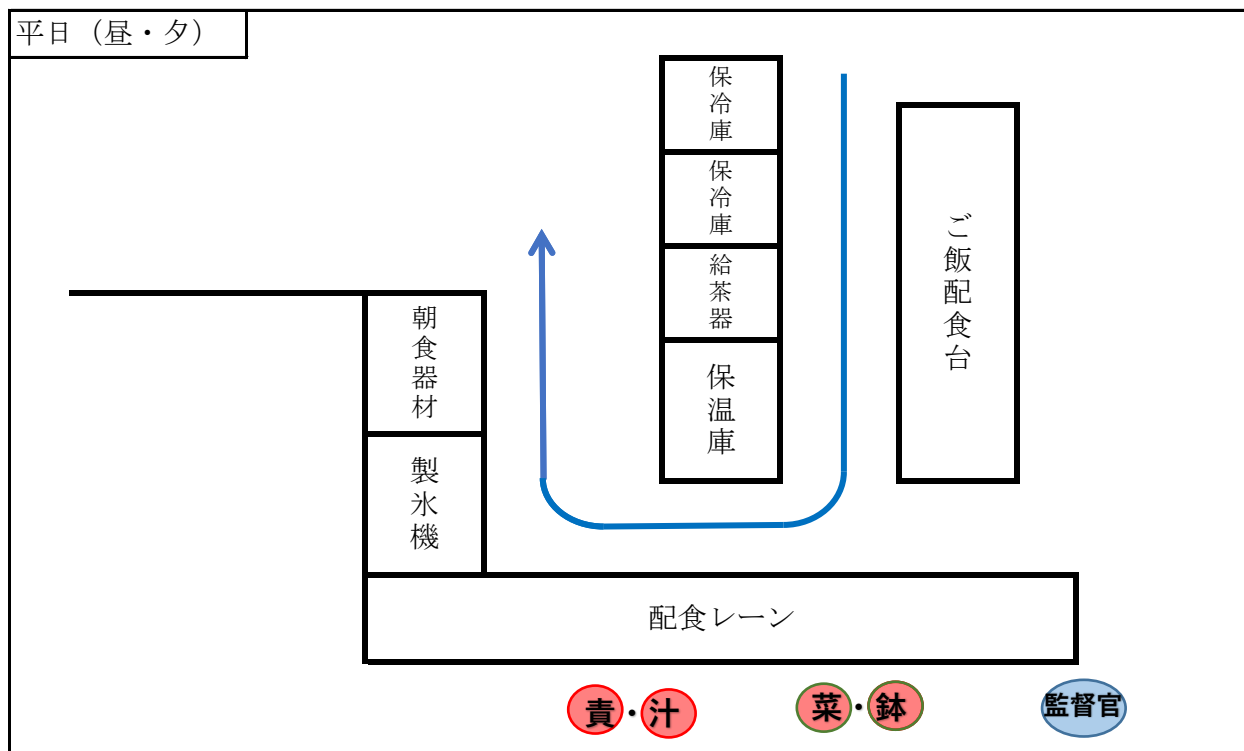 平日（昼・夕）
保冷庫
保冷庫
給茶器
保温庫
ご飯配食台
朝食器材
製氷機
配食レーン
責・汁
菜・鉢
監督官